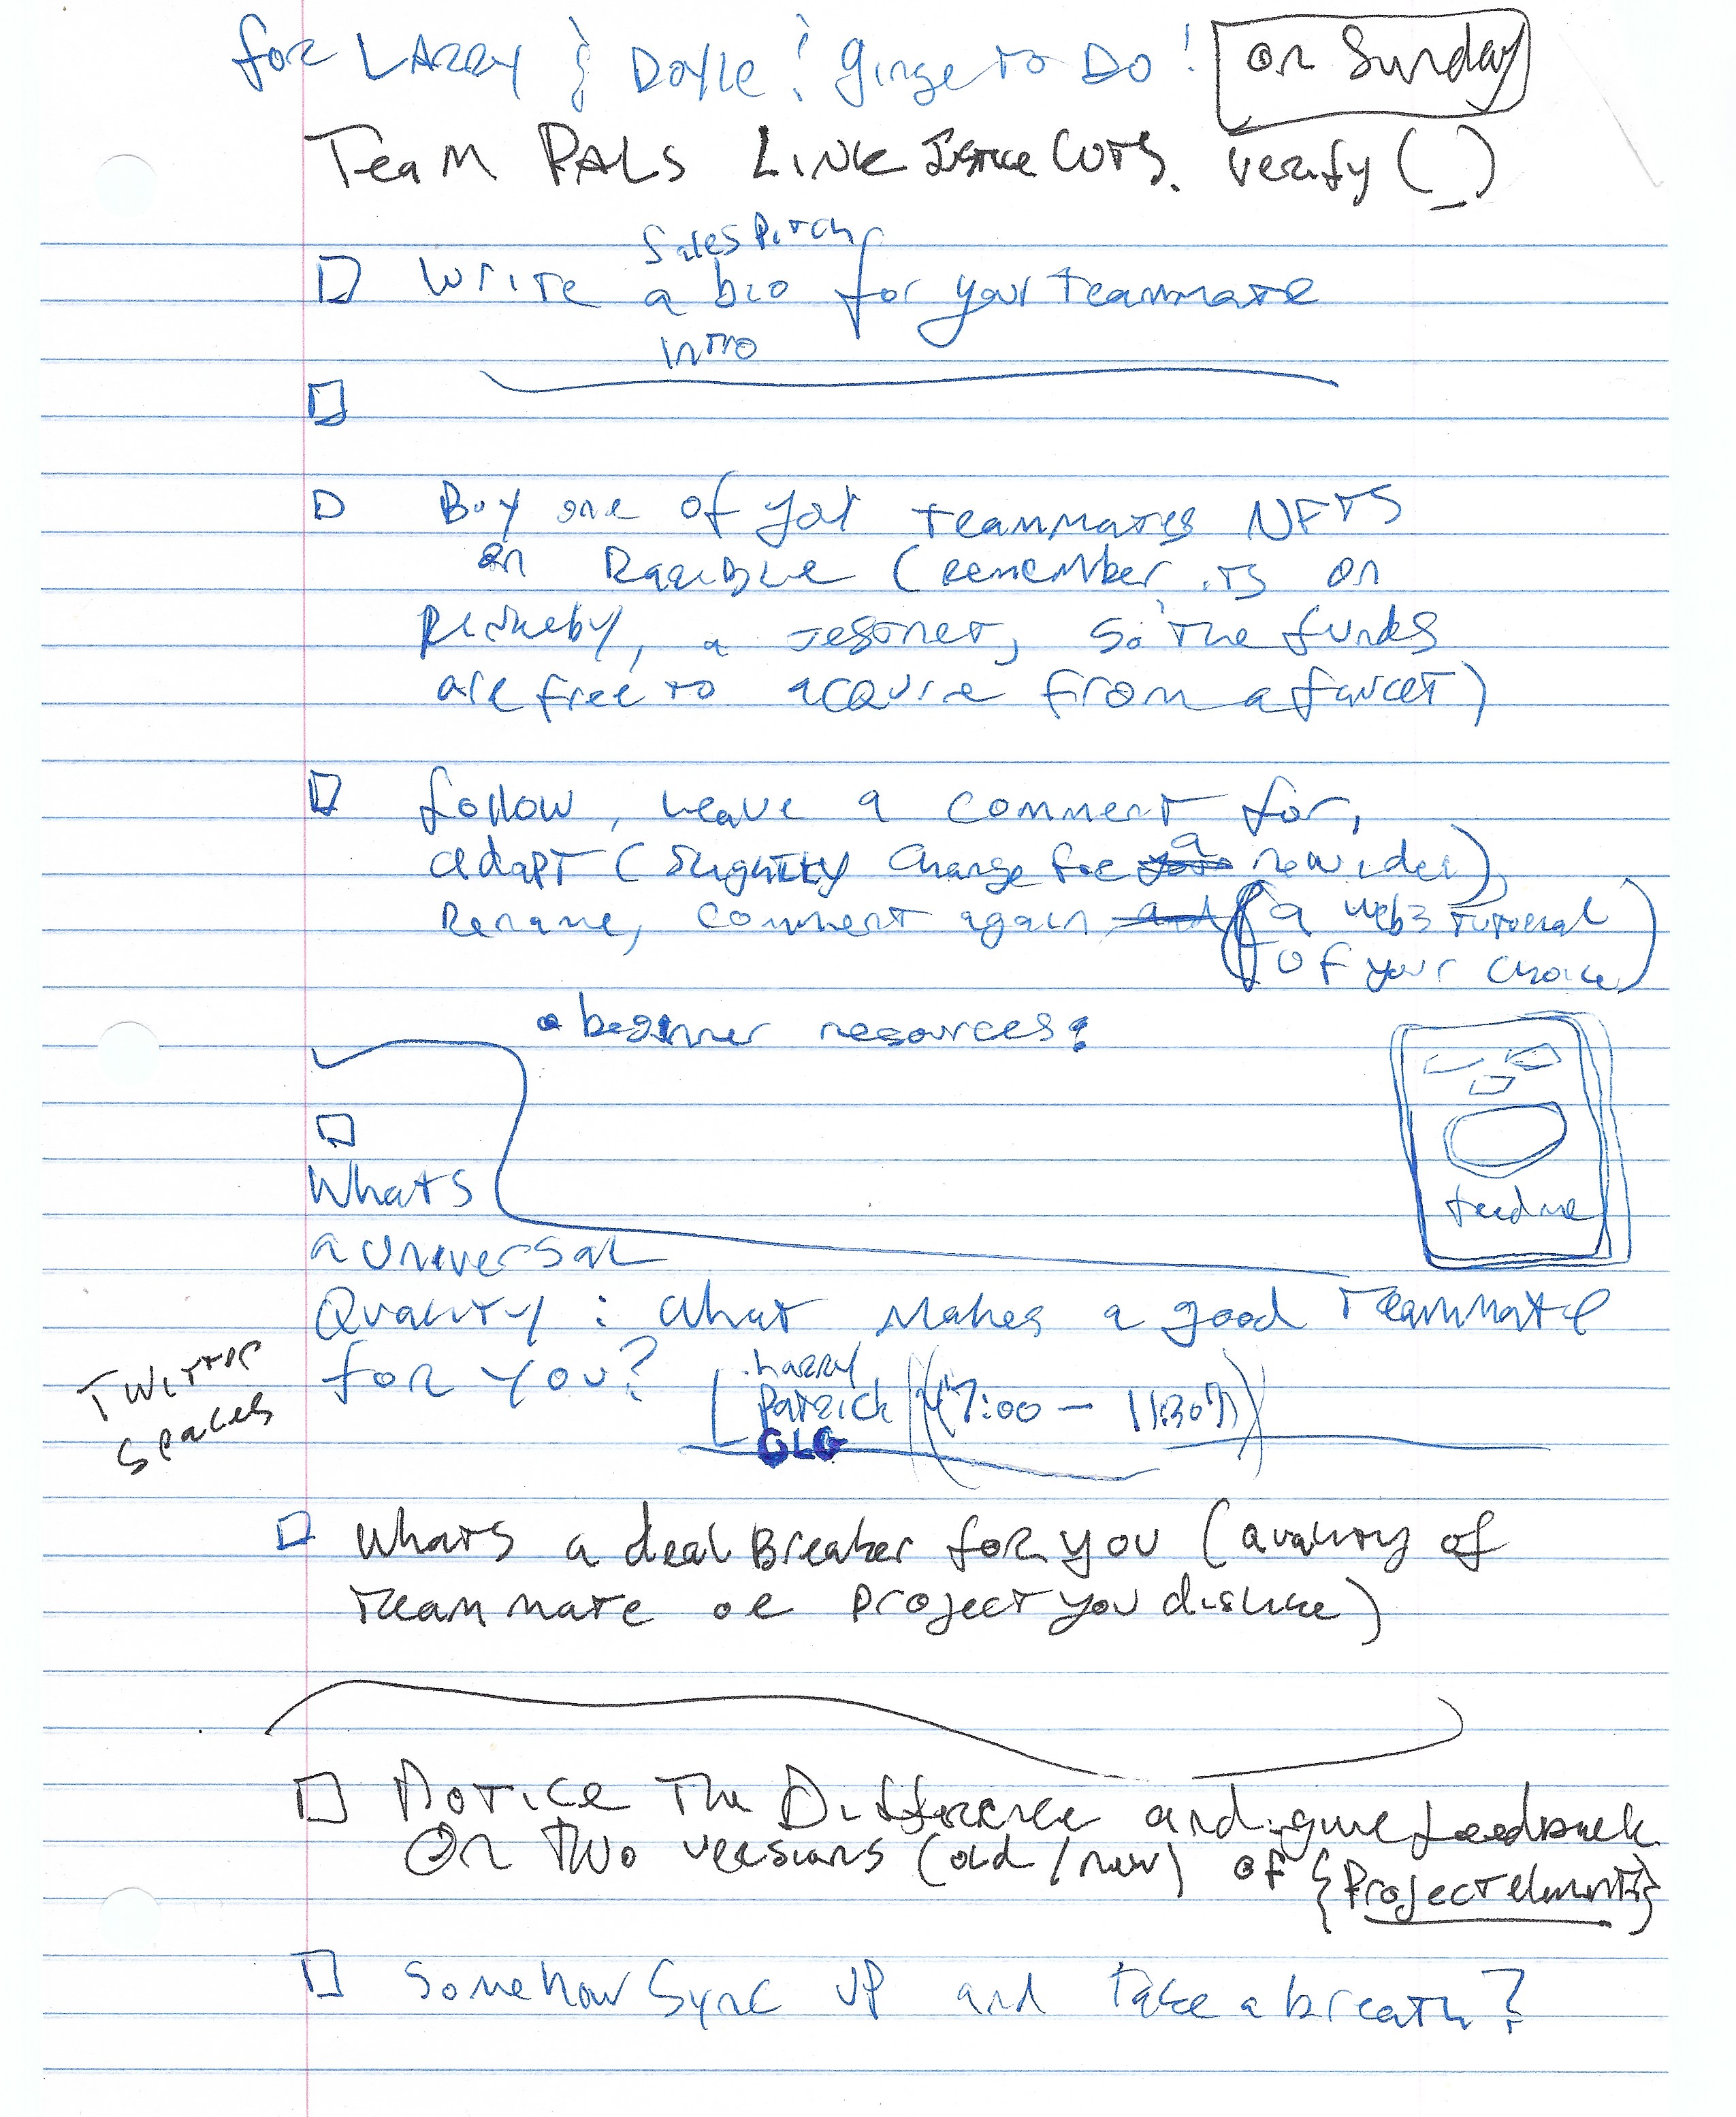 for LARRY & DOYLE! ginge to DO! on Sunday
Team PALS LINK verify (_)
Sales Pitch
☐ Write a bio for your teammate
intro
☐
☐ Buy one of your teammates NFTS
on Rarible (remember its on
Rinkeby, a testnet, so the funds
are free to acquire from a faucet)
☐ follow, leave a comment for,
adapt (slightly change for a new idea),
Rename, comment again (a web3 tutorial
of your choice)
• beginner resources:
☐
Whats
a universal
feed me
Quality: what makes a good teammate
for you?
Larry
Patrick ((7:00 - 11:30))
GLG
Twitter
Spaces
☐ Whats a deal Breaker for you (quality of
teammate or project you dislike)
☐ Notice The Difference and give feedback
On Two versions (old/new) of {Project elements}
☐ Somehow Sync UP and take a breath?